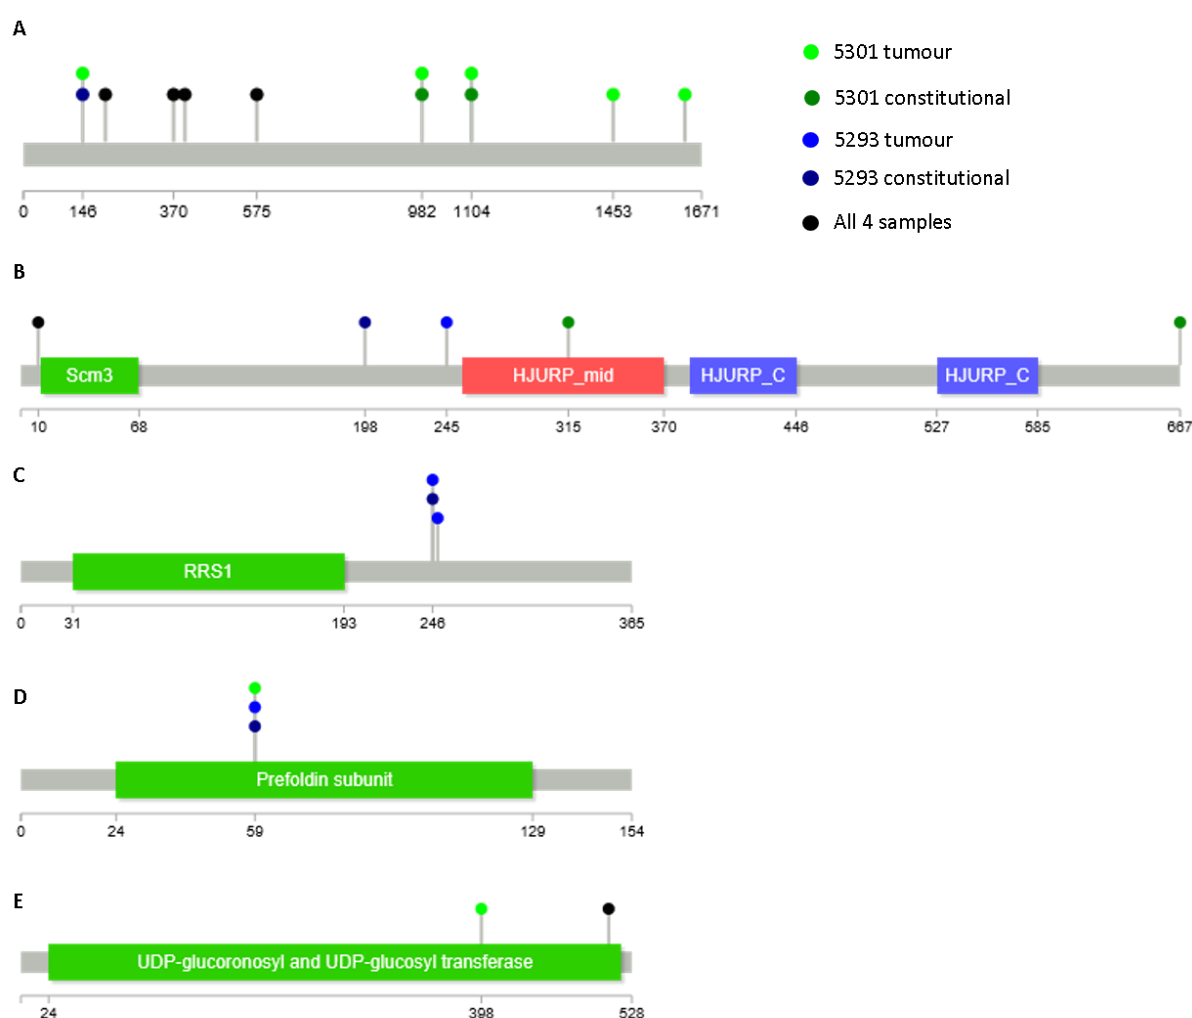 A
5301 tumour
5301 constitutional
5293 tumour
5293 constitutional
All 4 samples
0 146 370 575 982 1104 1453 1671
B
Scm3 HJURP_mid HJURP_C HJURP_C
10 68 198 245 315 370 446 527 585 667
C
RRS1
0 31 193 246 365
D
Prefoldin subunit
0 24 59 129 154
E
UDP-glucoronosyl and UDP-glucosyl transferase
24 398 528